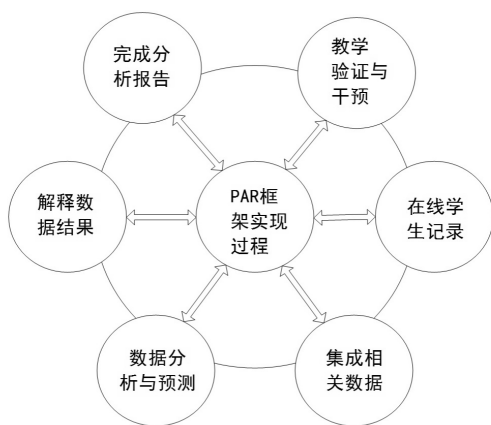 完成分
析报告
教学
验证与
干预
解释数
据结果
PAR框
架实现
过程
在线学
生记录
数据分
析与预测
集成相
关数据